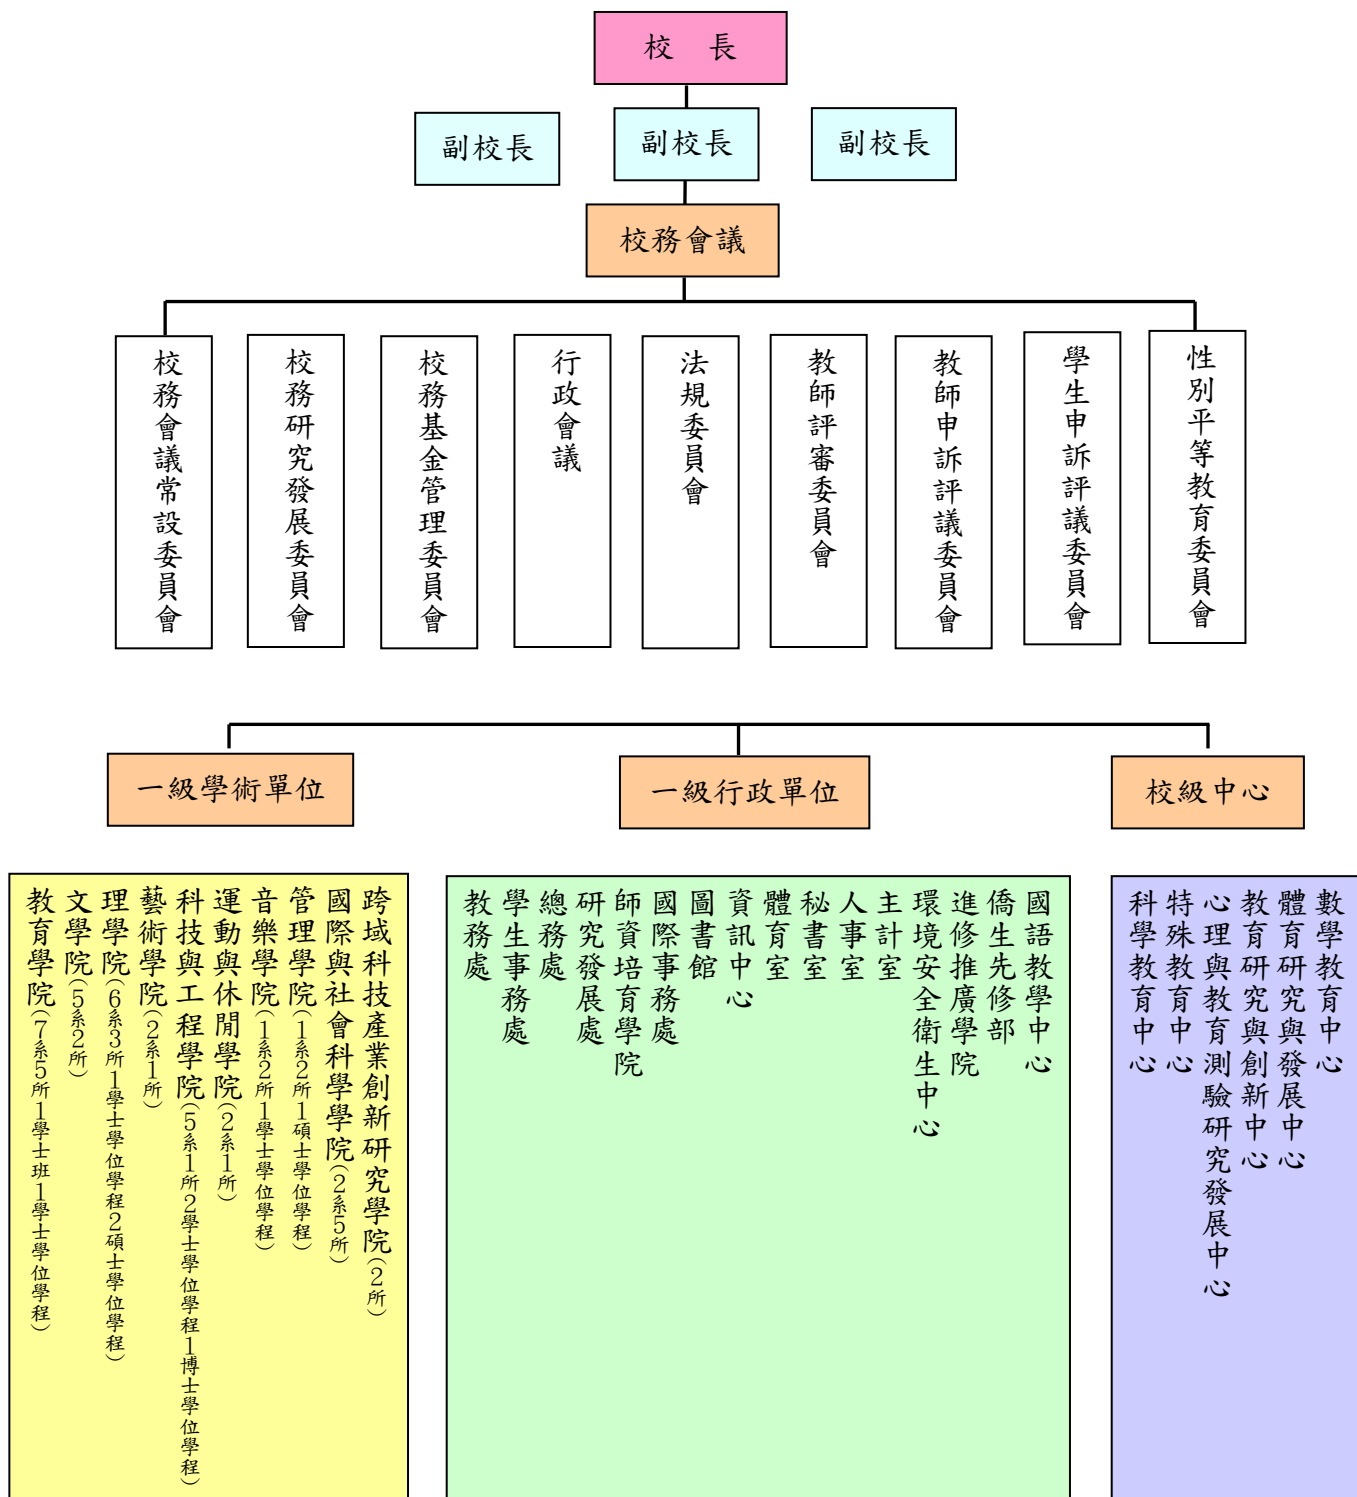 校 長
副校長
副校長
副校長
校務會議
校務會議常設委員會
校務研究發展委員會
校務基金管理委員會
行政會議
法規委員會
教師評審委員會
教師申訴評議委員會
學生申訴評議委員會
性別平等教育委員會
一級學術單位
一級行政單位
校級中心
教育學院(7系5所1學士班1學士學位學程)
文學院(5系2所)
理學院(6系3所1學士學位學程2碩士學位學程)
藝術學院(2系1所)
科技與工程學院(5系1所2學士學位學程1博士學位學程)
運動與休閒學院(2系1所)
音樂學院(1系2所1學士學位學程)
管理學院(1系2所1碩士學位學程)
國際與社會科學學院(2系5所)
跨域科技產業創新研究學院(2所)
教務處
學生事務處
總務處
研究發展處
師資培育學院
國際事務處
圖書館
資訊中心
體育室
秘書室
人事室
主計室
環境安全衛生中心
進修推廣學院
僑生先修部
國語教學中心
科學教育中心
特殊教育中心
心理與教育測驗研究發展中心
教育研究與創新中心
體育研究與發展中心
數學教育中心